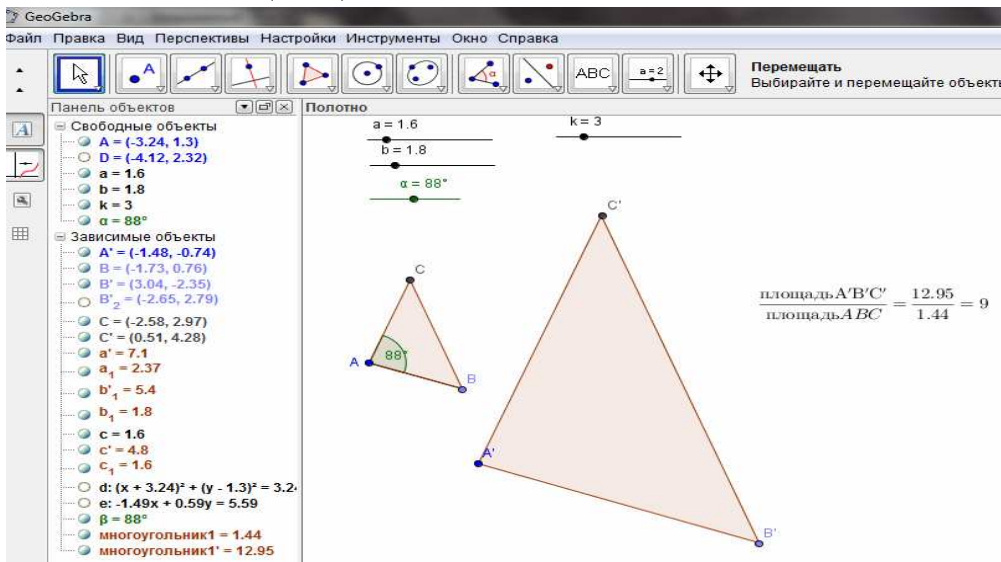 GeoGebra
Файл Правка Вид Перспективы Настройки Инструменты Окно Справка
A
α
ABC
a=2
Перемещать
Выбирайте и перемещайте объекты
Панель объектов
Полотно
Свободные объекты
A = (-3.24, 1.3)
D = (-4.12, 2.32)
a = 1.6
b = 1.8
k = 3
α = 88°
Зависимые объекты
A' = (-1.48, -0.74)
B = (-1.73, 0.76)
B' = (3.04, -2.35)
B'₂ = (-2.65, 2.79)
C = (-2.58, 2.97)
C' = (0.51, 4.28)
a' = 7.1
a₁ = 2.37
b'₁ = 5.4
b₁ = 1.8
c = 1.6
c' = 4.8
c₁ = 1.6
d: (x + 3.24)² + (y - 1.3)² = 3.24
e: -1.49x + 0.59y = 5.59
β = 88°
многоугольник1 = 1.44
многоугольник1' = 12.95
a = 1.6
b = 1.8
α = 88°
k = 3
C'
C
A
88°
B
A'
B'
площадьA'B'C' / площадьABC = 12.95 / 1.44 = 9